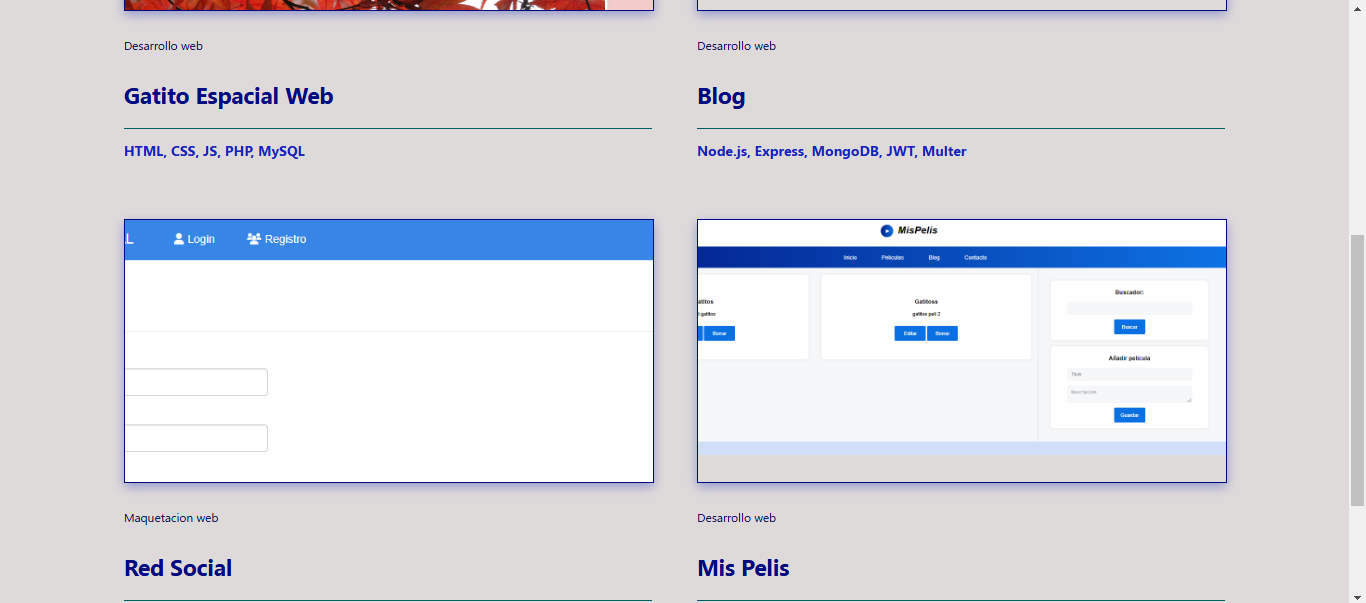 Desarrollo web
Gatito Espacial Web
HTML, CSS, JS, PHP, MySQL
Desarrollo web
Blog
Node.js, Express, MongoDB, JWT, Multer
Login Registro
Maquetacion web
Red Social
MisPelis
Inicio Peliculas Blog Contacto
Gatitoss
gatitos peli 2
Editar Borrar
Borrar
Buscador:
Buscar
Añadir pelicula
Titulo
Descripción
Guardar
Desarrollo web
Mis Pelis